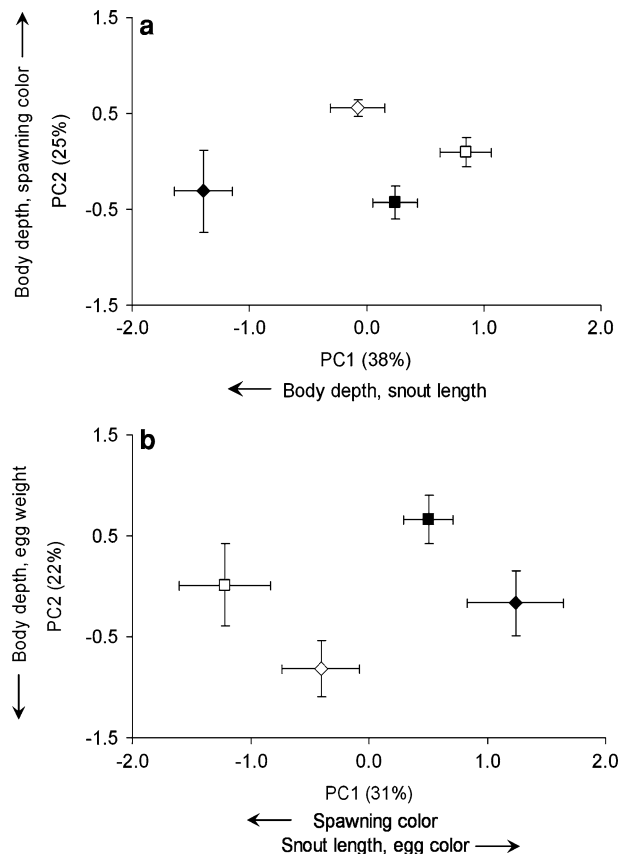 a
1.5
0.5
-0.5
-1.5
Body depth, spawning color
PC2 (25%)
-2.0 -1.0 0.0 1.0 2.0
PC1 (38%)
Body depth, snout length
b
1.5
0.5
-0.5
-1.5
Body depth, egg weight
PC2 (22%)
-2.0 -1.0 0.0 1.0 2.0
PC1 (31%)
Spawning color
Snout length, egg color